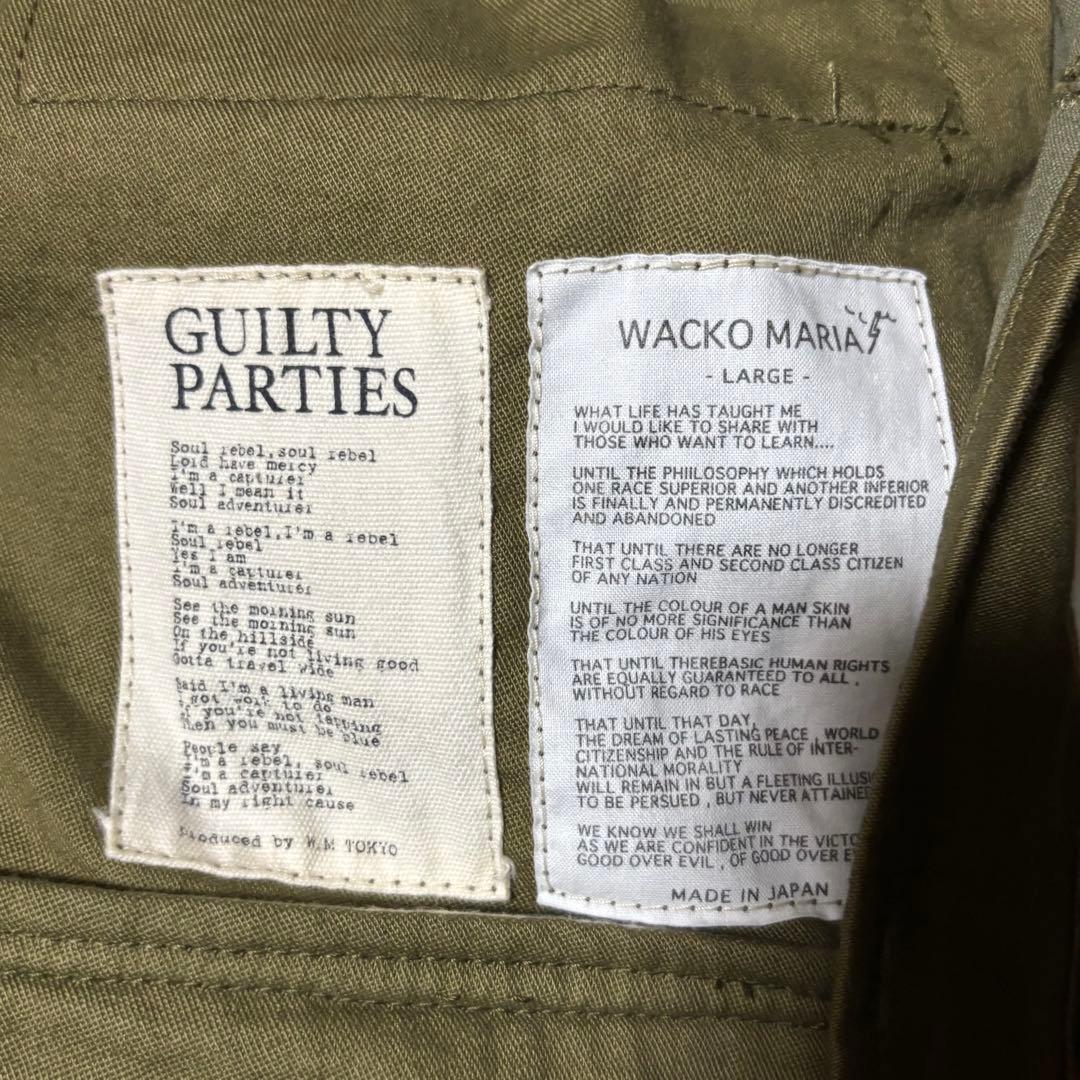 GUILTY
PARTIES
Soul rebel, soul rebel
Lord have mercy
I'm a capturer
Well I mean it
Soul adventurer
I'm a rebel, I'm a rebel
Soul rebel
Yes I am
I'm a capturer
Soul adventurer
See the morning sun
See the morning sun
On the hillside
If you're not living good
Gotta travel wide
Said I'm a living man
I got work to do
If you're not letting
Then you must be blue
People say
I'm a rebel, soul rebel
I'm a capturer
Soul adventurer
In my right cause
Produced by W.M TOKYO
WACKO MARIA
- LARGE -
WHAT LIFE HAS TAUGHT ME
I WOULD LIKE TO SHARE WITH
THOSE WHO WANT TO LEARN....
UNTIL THE PHIILOSOPHY WHICH HOLDS
ONE RACE SUPERIOR AND ANOTHER INFERIOR
IS FINALLY AND PERMANENTLY DISCREDITED
AND ABANDONED
THAT UNTIL THERE ARE NO LONGER
FIRST CLASS AND SECOND CLASS CITIZEN
OF ANY NATION
UNTIL THE COLOUR OF A MAN SKIN
IS OF NO MORE SIGNIFICANCE THAN
THE COLOUR OF HIS EYES
THAT UNTIL THEREBASIC HUMAN RIGHTS
ARE EQUALLY GUARANTEED TO ALL ,
WITHOUT REGARD TO RACE
THAT UNTIL THAT DAY,
THE DREAM OF LASTING PEACE , WORLD
CITIZENSHIP AND THE RULE OF INTER-
NATIONAL MORALITY
WILL REMAIN IN BUT A FLEETING ILLUSI
TO BE PERSUED , BUT NEVER ATTAINE
WE KNOW WE SHALL WIN
AS WE ARE CONFIDENT IN THE VICTO
GOOD OVER EVIL , OF GOOD OVER E
MADE IN JAPAN